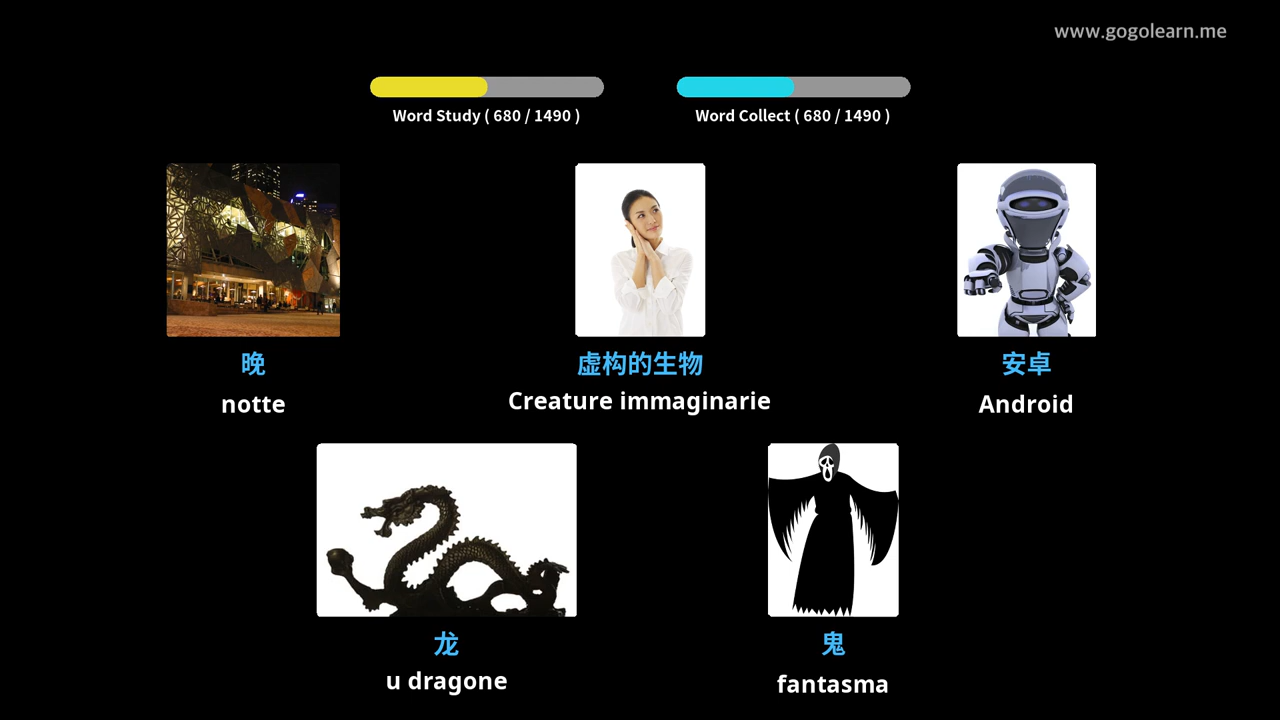 www.gogolearn.me
Word Study ( 680 / 1490 )
Word Collect ( 680 / 1490 )
晚
notte
虚构的生物
Creature immaginarie
安卓
Android
龙
u dragone
鬼
fantasma